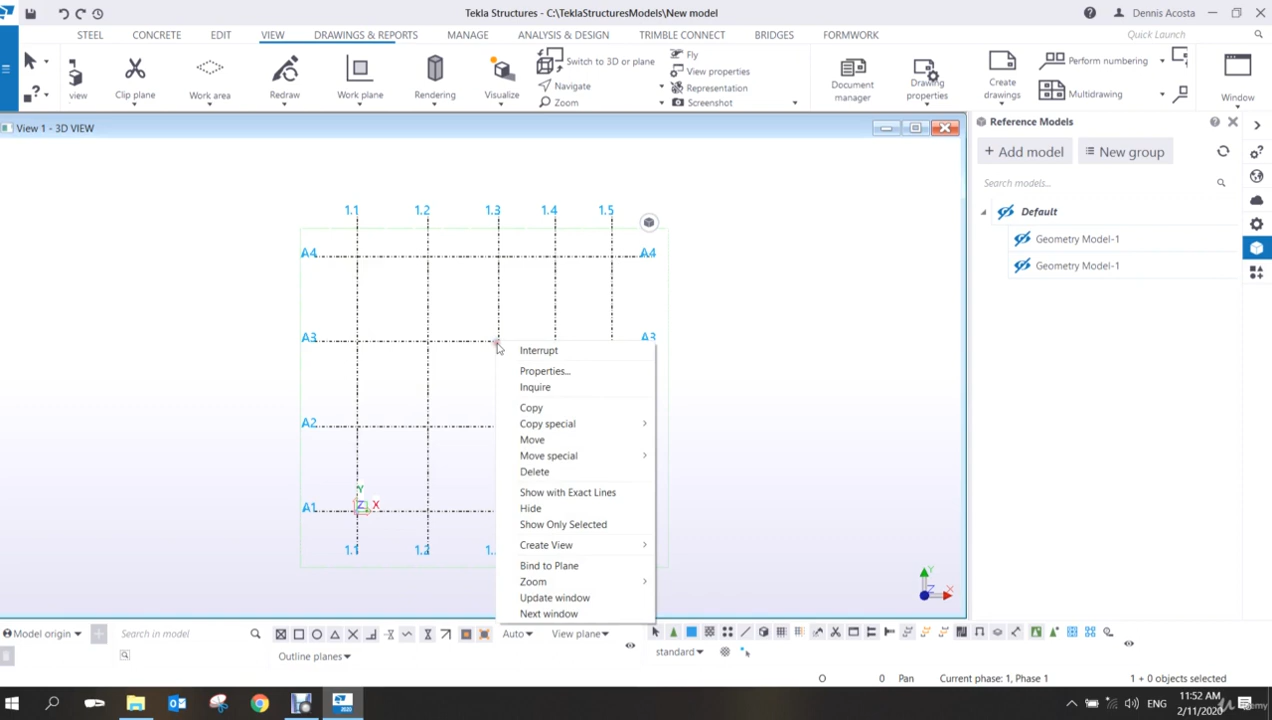 Tekla Structures - C:\TeklaStructuresModels\New model
Dennis Acosta
STEEL CONCRETE EDIT VIEW DRAWINGS & REPORTS MANAGE ANALYSIS & DESIGN TRIMBLE CONNECT BRIDGES FORMWORK
Quick Launch
view
Clip plane
Work area
Redraw
Work plane
Rendering
Visualize
Switch to 3D or plane
Navigate
Zoom
Fly
View properties
Representation
Screenshot
Document
manager
Drawing
properties
Create
drawings
Perform numbering
Multidrawing
Window
View 1 - 3D VIEW
Reference Models
+ Add model
New group
Search models...
Default
Geometry Model-1
Geometry Model-1
1.1 1.2 1.3 1.4 1.5
A4 A4
A3 A3
A2
A1
Y
Z X
1.1 1.2
Interrupt
Properties...
Inquire
Copy
Copy special
Move
Move special
Delete
Show with Exact Lines
Hide
Show Only Selected
Create View
Bind to Plane
Zoom
Update window
Next window
Y
Z X
Model origin
Search in model
Auto
View plane
Outline planes
standard
O 0 Pan Current phase: 1, Phase 1 1 + 0 objects selected
2020
ENG
11:52 AM
2/11/2020
Udemy